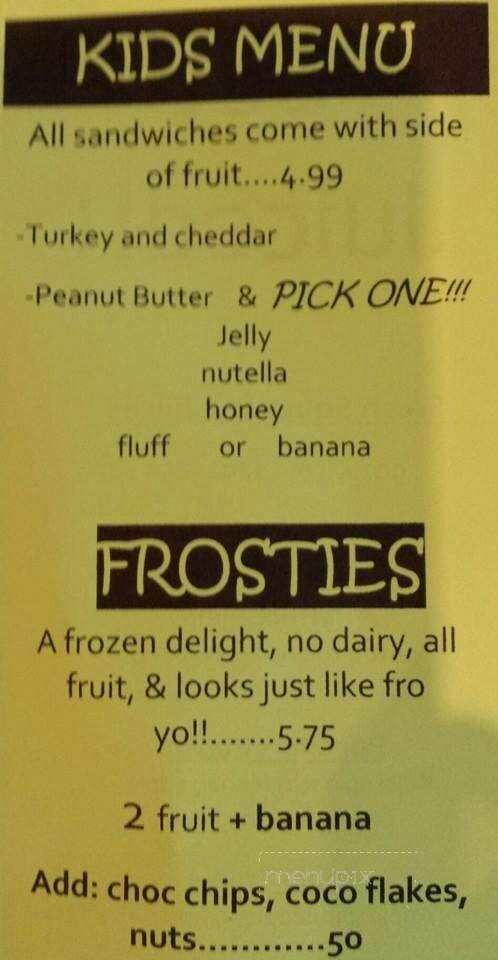 KIDS MENU
All sandwiches come with side
of fruit....4.99
-Turkey and cheddar
-Peanut Butter & PICK ONE!!!
Jelly
nutella
honey
fluff or banana
FROSTIES
A frozen delight, no dairy, all
fruit, & looks just like fro
yo!!.......5.75
2 fruit + banana
menupix
Add: choc chips, coco flakes,
nuts............50